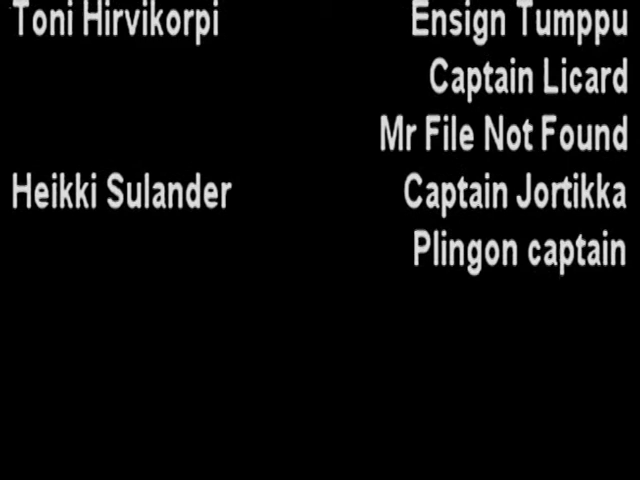 Toni Hirvikorpi Ensign Tumppu
Captain Licard
Mr File Not Found
Heikki Sulander Captain Jortikka
Plingon captain